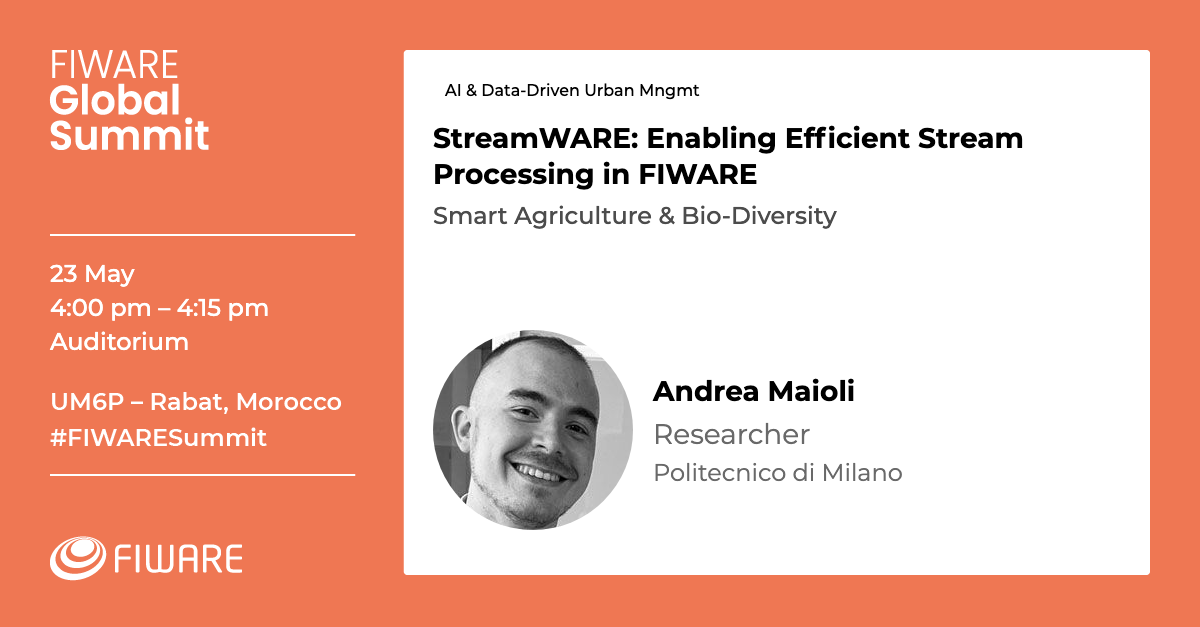 FIWARE
Global
Summit
23 May
4:00 pm – 4:15 pm
Auditorium
UM6P – Rabat, Morocco
#FIWARESummit
FIWARE
AI & Data-Driven Urban Mngmt
StreamWARE: Enabling Efficient Stream
Processing in FIWARE
Smart Agriculture & Bio-Diversity
Andrea Maioli
Researcher
Politecnico di Milano